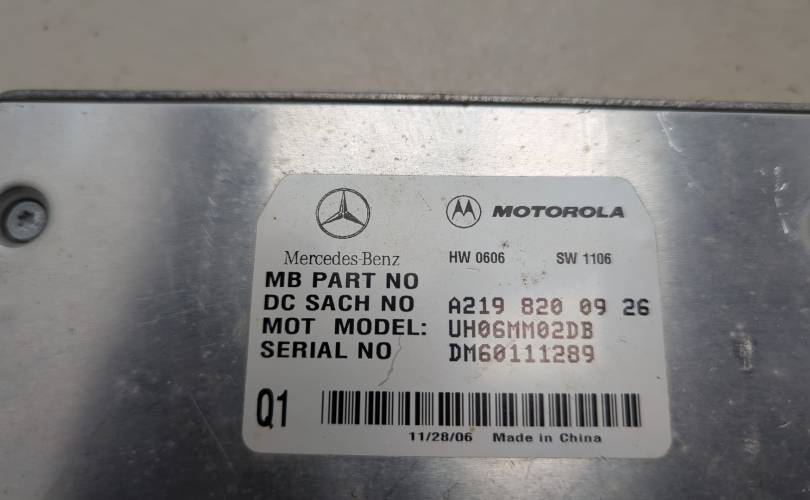 MOTOROLA
Mercedes-Benz HW 0606 SW 1106
MB PART NO
DC SACH NO A219 820 09 26
MOT MODEL: UH06MM02DB
SERIAL NO DM60111289
Q1
11/28/06 Made in China